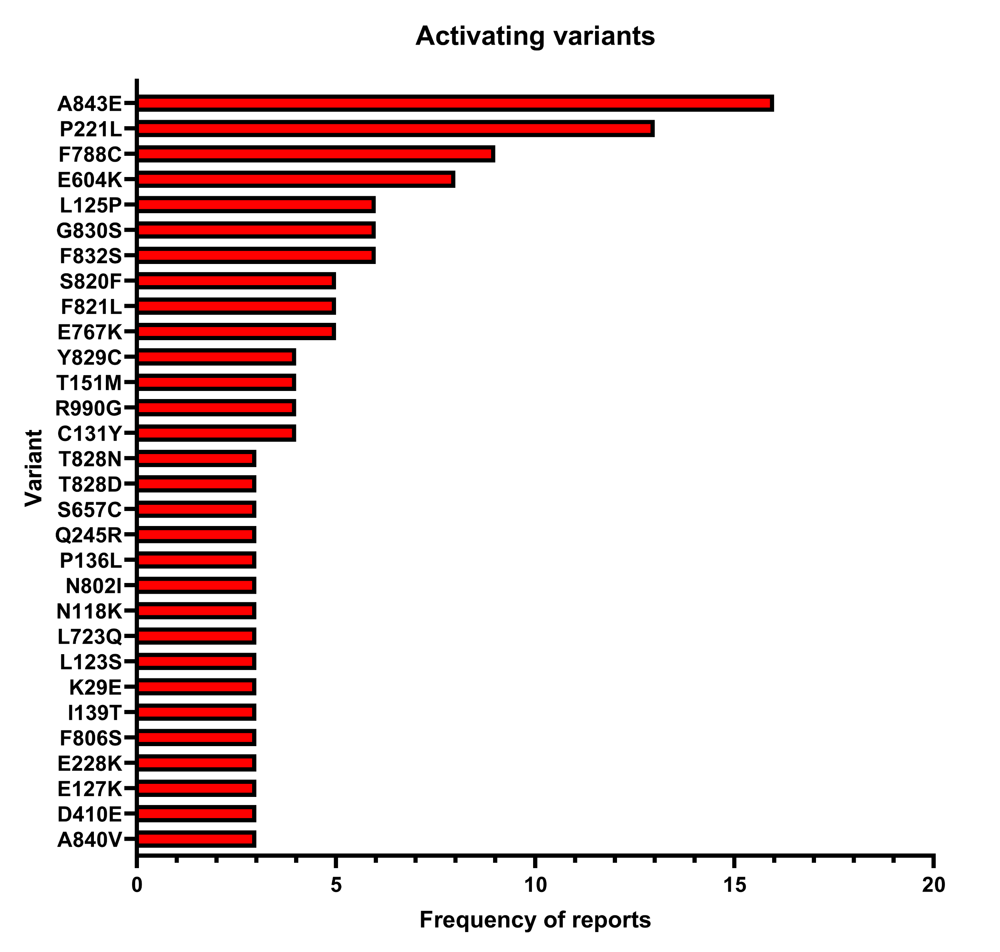 Activating variants
A843E
P221L
F788C
E604K
L125P
G830S
F832S
S820F
F821L
E767K
Y829C
T151M
R990G
C131Y
T828N
T828D
S657C
Q245R
P136L
N802I
N118K
L723Q
L123S
K29E
I139T
F806S
E228K
E127K
D410E
A840V
Variant
0 5 10 15 20
Frequency of reports